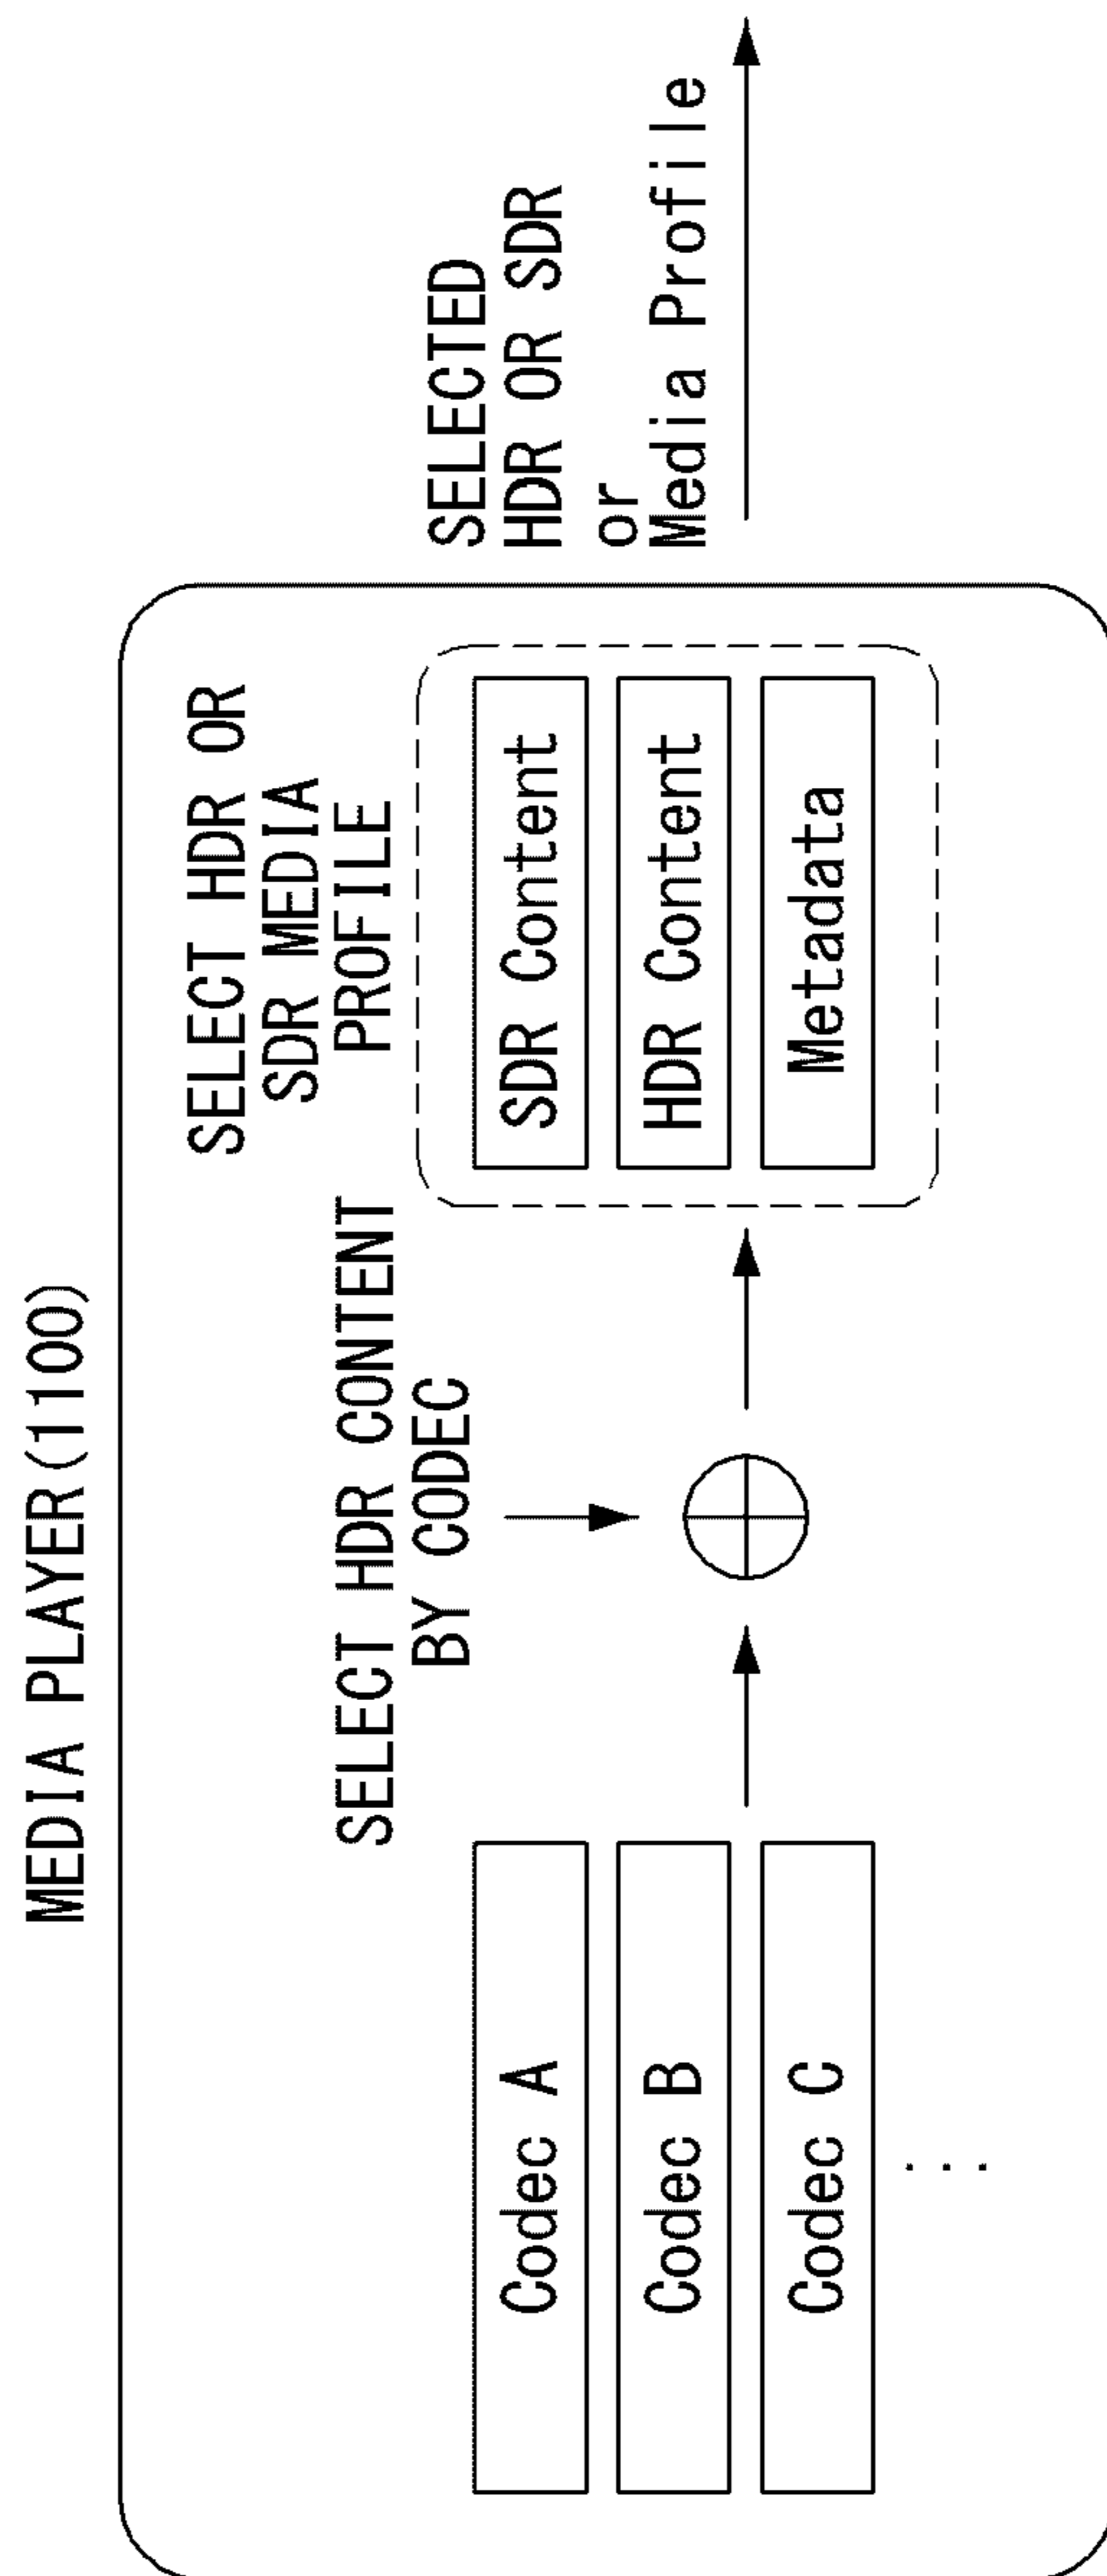 MEDIA PLAYER(1100)
Codec A
Codec B
Codec C
...
SELECT HDR CONTENT
BY CODEC
SELECT HDR OR
SDR MEDIA
PROFILE
SDR Content
HDR Content
Metadata
SELECTED
HDR OR SDR
or
Media Profile